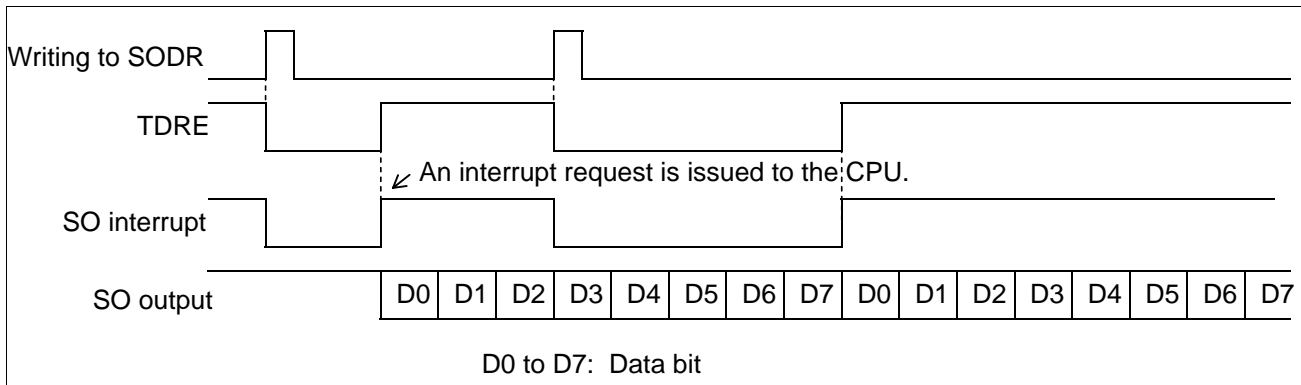 Writing to SODR
TDRE
An interrupt request is issued to the CPU.
SO interrupt
SO output D0 D1 D2 D3 D4 D5 D6 D7 D0 D1 D2 D3 D4 D5 D6 D7
D0 to D7: Data bit